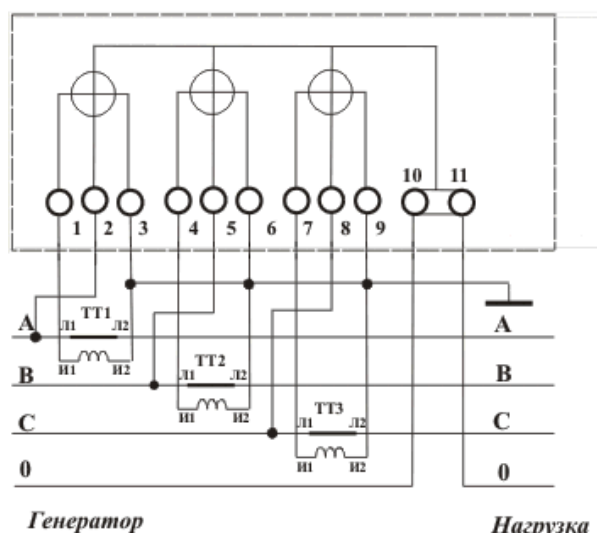 10 11
1 2 3 4 5 6 7 8 9
ТТ1
A Л1 Л2 A
И1 И2
ТТ2
B Л1 Л2 B
И1 И2
ТТ3
C Л1 Л2 C
И1 И2
0 0
Генератор Нагрузка